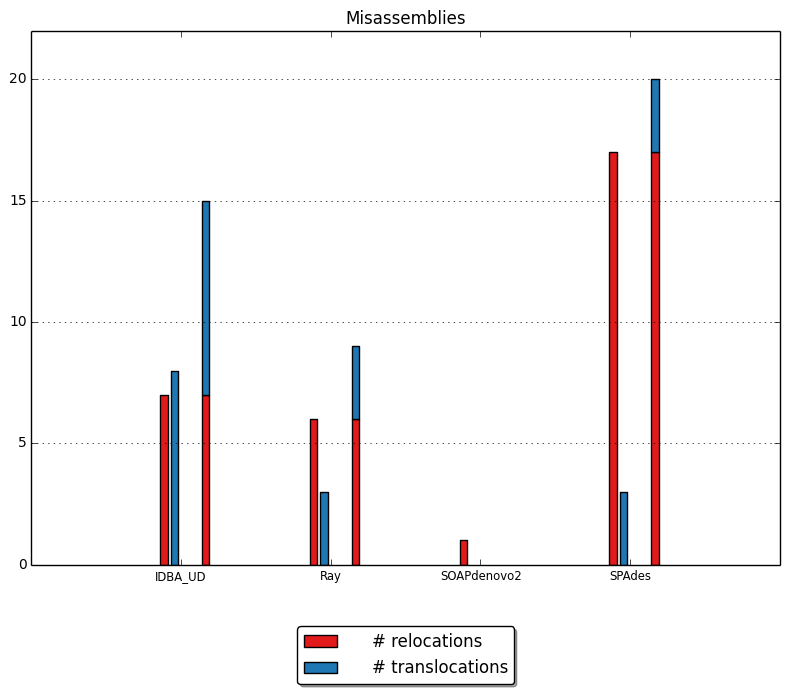 Misassemblies
20
15
10
5
0
IDBA_UD Ray SOAPdenovo2 SPAdes
# relocations
# translocations